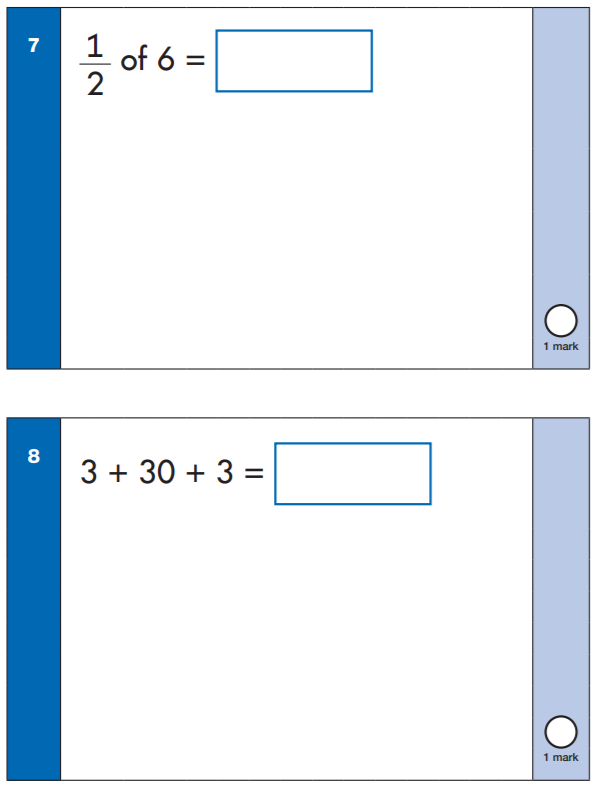 7
1/2 of 6 =
1 mark
8
3 + 30 + 3 =
1 mark